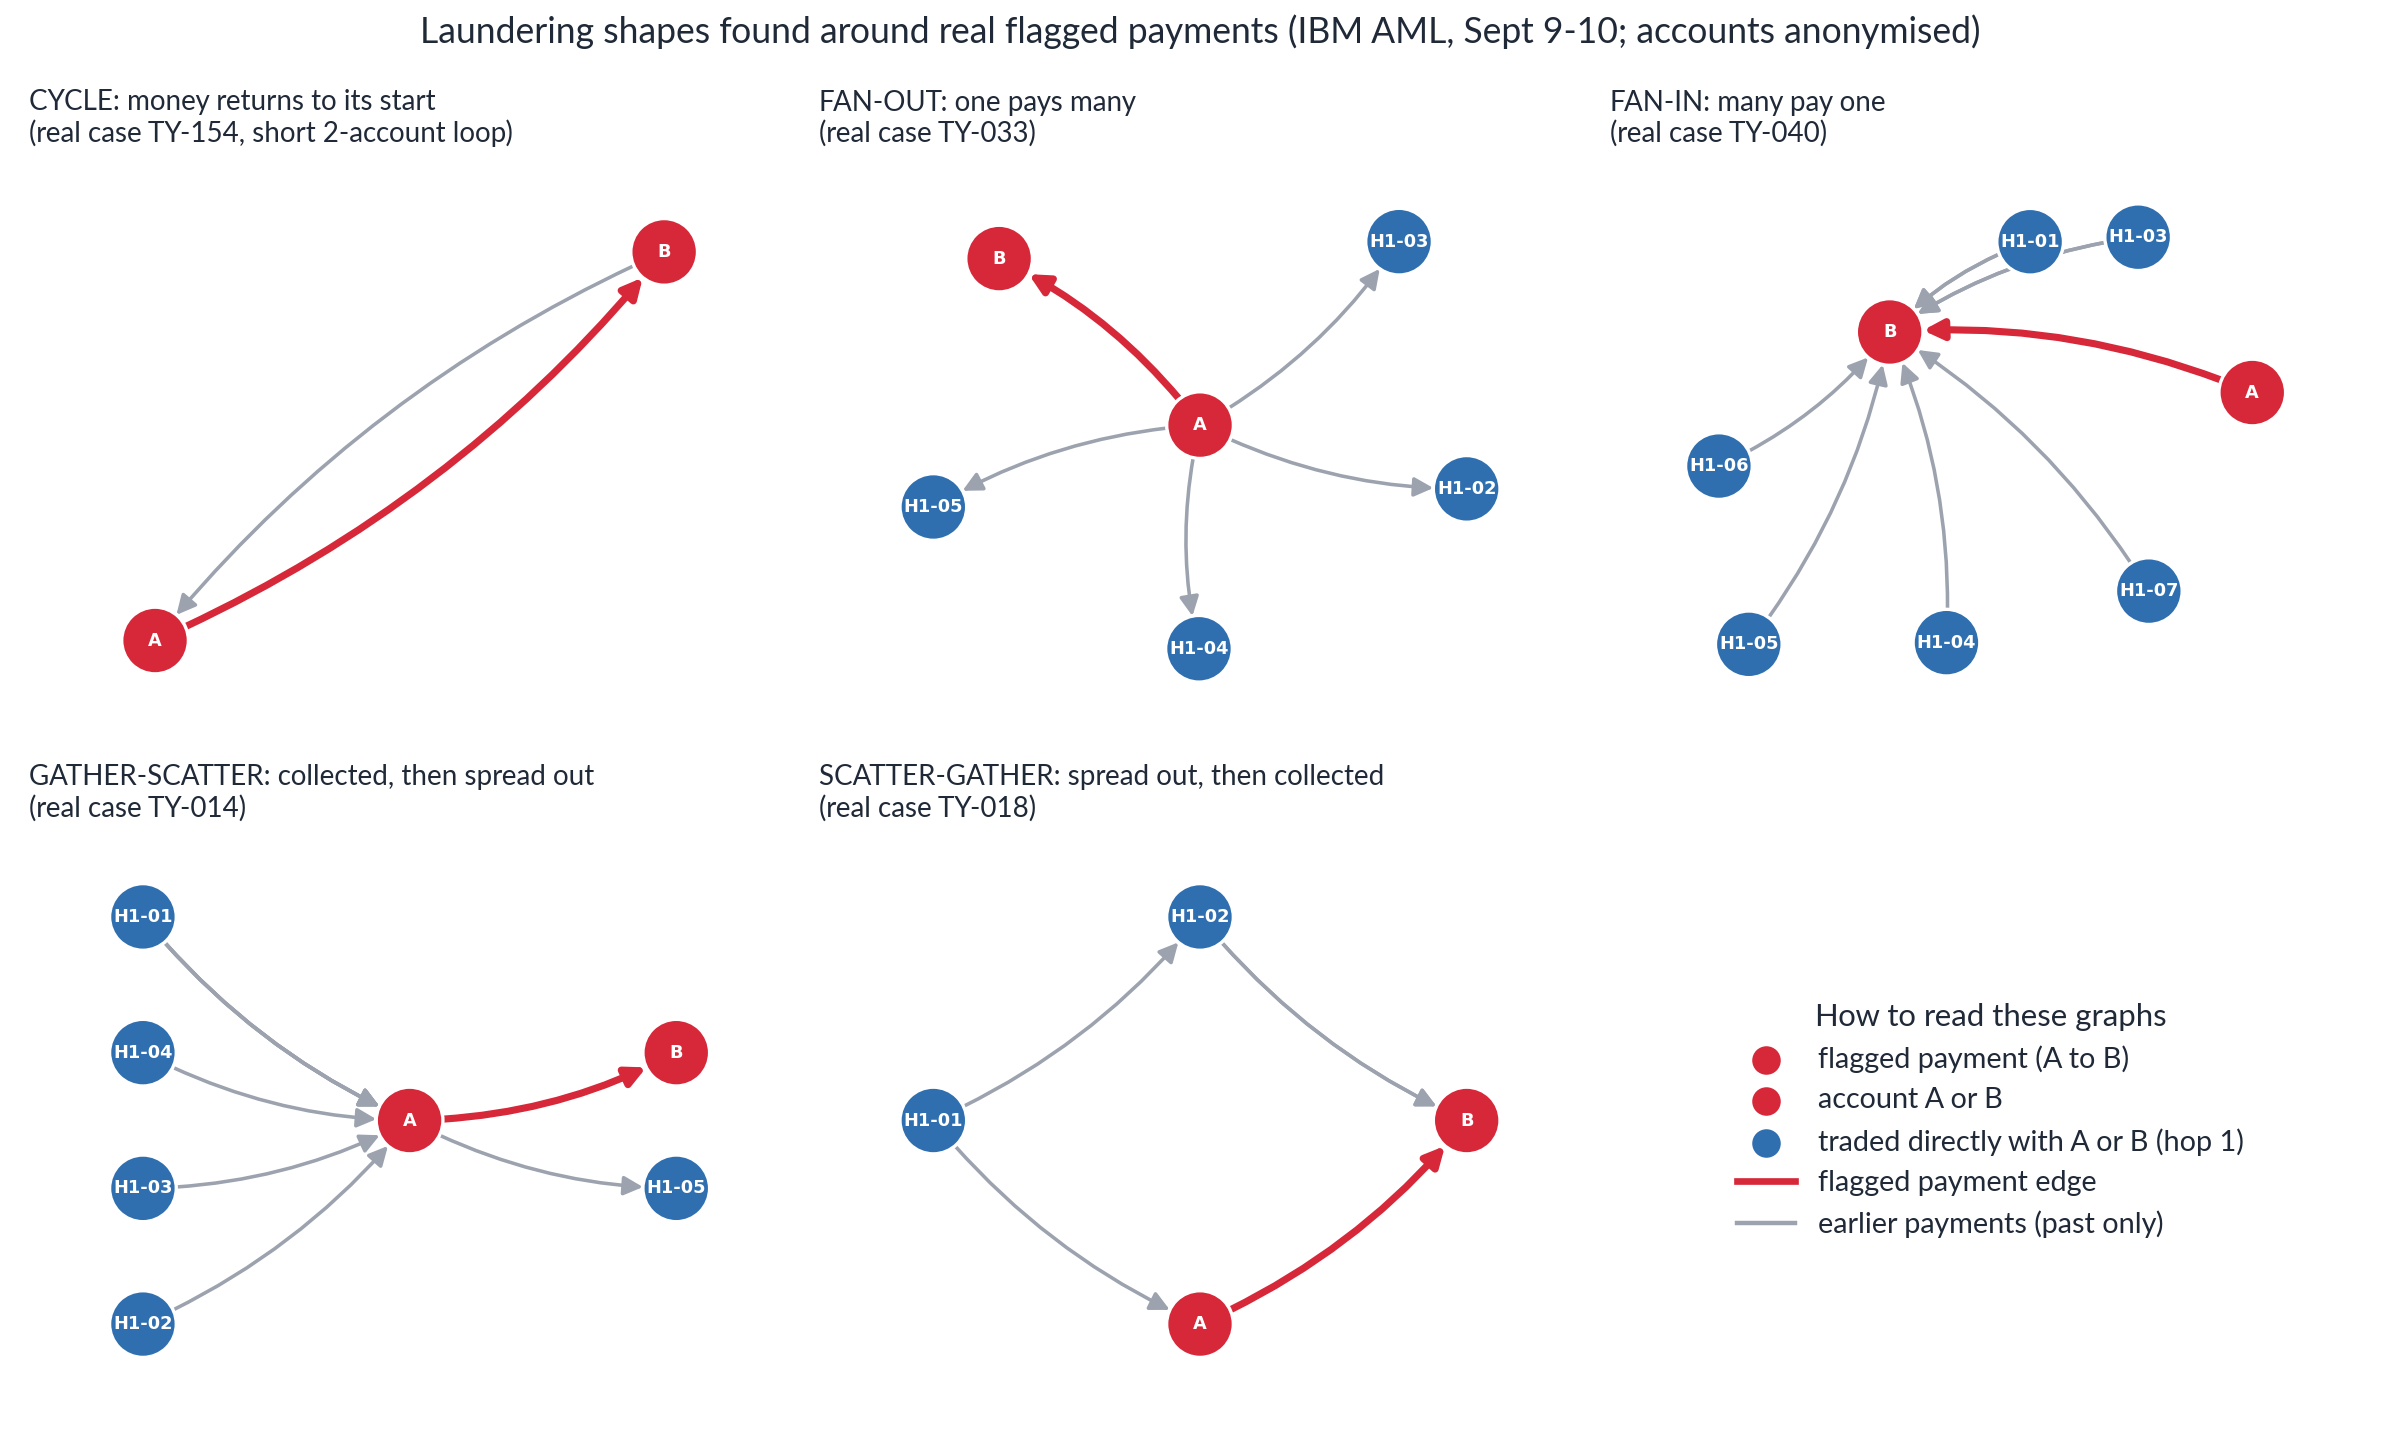 Laundering shapes found around real flagged payments (IBM AML, Sept 9-10; accounts anonymised)
CYCLE: money returns to its start
(real case TY-154, short 2-account loop)
B
A
FAN-OUT: one pays many
(real case TY-033)
B
H1-03
A
H1-05
H1-02
H1-04
FAN-IN: many pay one
(real case TY-040)
H1-01
H1-03
B
A
H1-06
H1-07
H1-05
H1-04
GATHER-SCATTER: collected, then spread out
(real case TY-014)
H1-01
H1-04
B
A
H1-03
H1-05
H1-02
SCATTER-GATHER: spread out, then collected
(real case TY-018)
H1-02
H1-01
B
A
How to read these graphs
flagged payment (A to B)
account A or B
traded directly with A or B (hop 1)
flagged payment edge
earlier payments (past only)